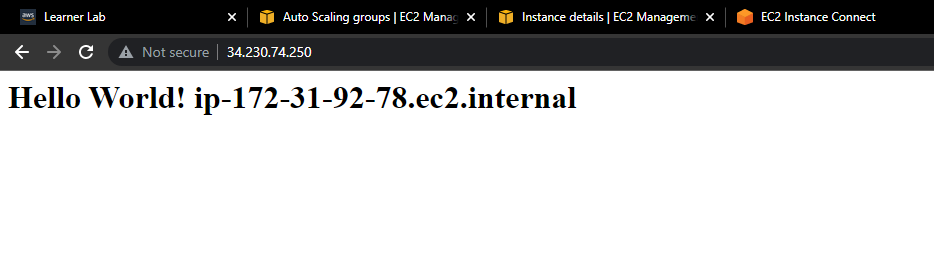 aws Learner Lab
Auto Scaling groups | EC2 Manag
Instance details | EC2 Manageme
EC2 Instance Connect
Not secure
34.230.74.250
Hello World! ip-172-31-92-78.ec2.internal